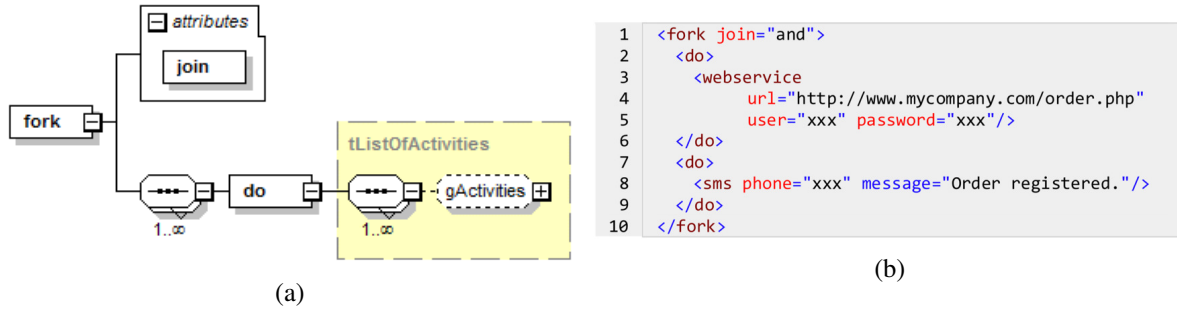 attributes
join
fork
tListOfActivities
do
gActivities
1..∞
1..∞
(a)
1 <fork join="and">
2   <do>
3     <webservice
4          url="http://www.mycompany.com/order.php"
5          user="xxx" password="xxx"/>
6   </do>
7   <do>
8     <sms phone="xxx" message="Order registered."/>
9   </do>
10 </fork>
(b)